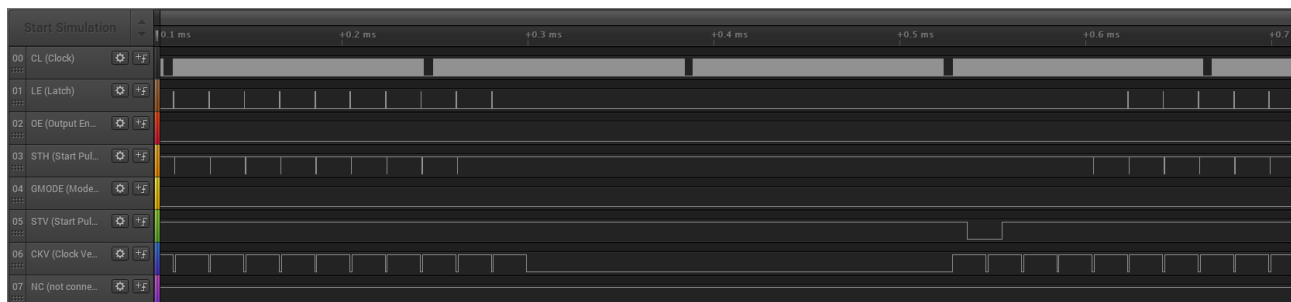 Start Simulation
0.1 ms
+0.2 ms
+0.3 ms
+0.4 ms
+0.5 ms
+0.6 ms
+0.7
00 CL (Clock)
01 LE (Latch)
02 OE (Output En...
03 STH (Start Pul...
04 GMODE (Mode...
05 STV (Start Pul...
06 CKV (Clock Ve...
07 NC (not conne...